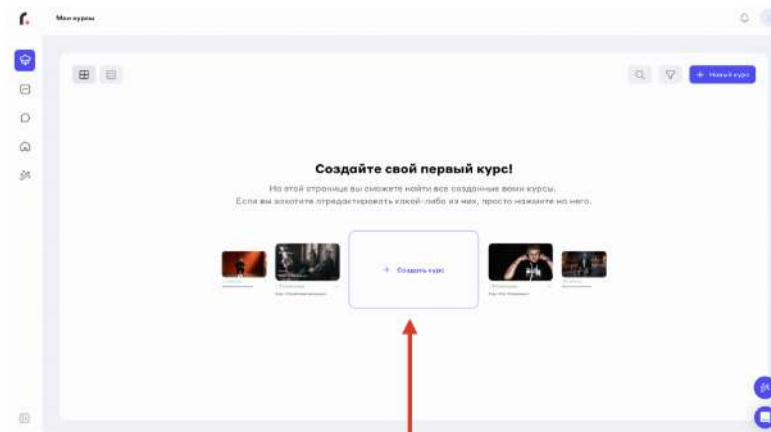 Мои курсы
+ Новый курс
Создайте свой первый курс!
На этой странице вы сможете найти все созданные вами курсы.
Если вы захотите отредактировать какой-либо из них, просто нажмите на него.
+ Создать курс